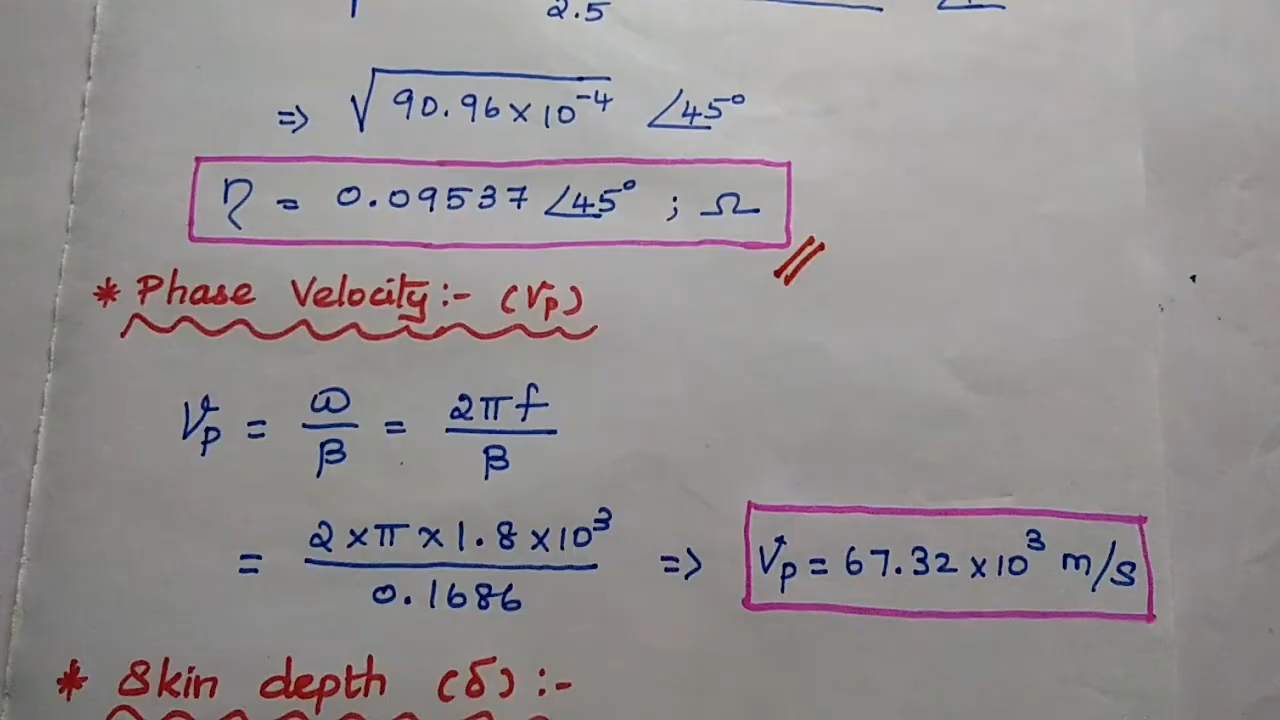 2.5
=> √90.96×10⁻⁴ ∠45°
η = 0.09537 ∠45° ; Ω
* Phase Velocity:- (Vp)
Vp = ω/β = 2πf/β
= 2×π×1.8×10³/0.1686 => Vp = 67.32×10³ m/s
* Skin depth (δ):-